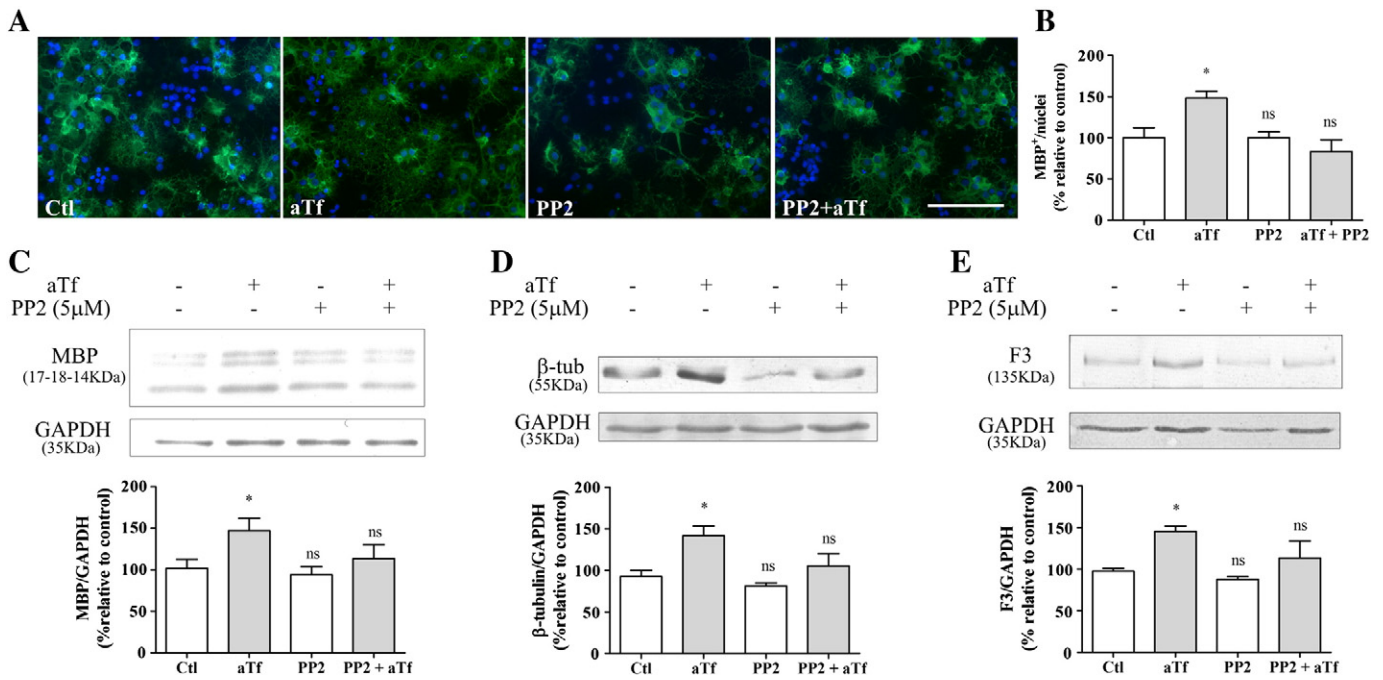 A
Ctl
aTf
PP2
PP2+aTf
B
MBP⁺/núclei
(% relative to control)
200
150
100
50
0
*
ns
ns
Ctl
aTf
PP2
aTf + PP2
C
aTf - + - +
PP2 (5μM) - - + +
MBP
(17-18-14KDa)
GAPDH
(35KDa)
MBP/GAPDH
(%relative to control)
200
150
100
50
0
*
ns
ns
Ctl
aTf
PP2
PP2 + aTf
D
aTf - + - +
PP2 (5μM) - - + +
β-tub
(55KDa)
GAPDH
(35KDa)
β-tubulin/GAPDH
(%relative to control)
200
150
100
50
0
*
ns
ns
Ctl
aTf
PP2
PP2 + aTf
E
aTf - + - +
PP2 (5μM) - - + +
F3
(135KDa)
GAPDH
(35KDa)
F3/GAPDH
(% relative to control)
200
150
100
50
0
*
ns
ns
Ctl
aTf
PP2
PP2 + aTf